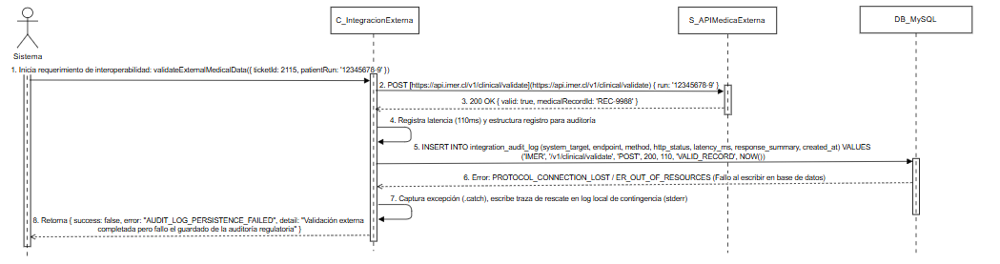 C_IntegracionExterna
S_APIMedicaExterna
DB_MySQL
Sistema
1. Inicia requerimiento de interoperabilidad: validateExternalMedicalData({ ticketId: 2115, patientRun: '12345678-9' })
2. POST [https://api.imer.cl/v1/clinical/validate](https://api.imer.cl/v1/clinical/validate) { run: '12345678-9' }
3. 200 OK { valid: true, medicalRecordId: 'REC-9988' }
4. Registra latencia (110ms) y estructura registro para auditoría
5. INSERT INTO integration_audit_log (system_target, endpoint, method, http_status, latency_ms, response_summary, created_at) VALUES
('IMER', '/v1/clinical/validate', 'POST', 200, 110, 'VALID_RECORD', NOW())
6. Error: PROTOCOL_CONNECTION_LOST / ER_OUT_OF_RESOURCES (Fallo al escribir en base de datos)
7. Captura excepción (.catch), escribe traza de rescate en log local de contingencia (stderr)
8. Retorna { success: false, error: "AUDIT_LOG_PERSISTENCE_FAILED", detail: "Validación externa
completada pero fallo el guardado de la auditoría regulatoria" }